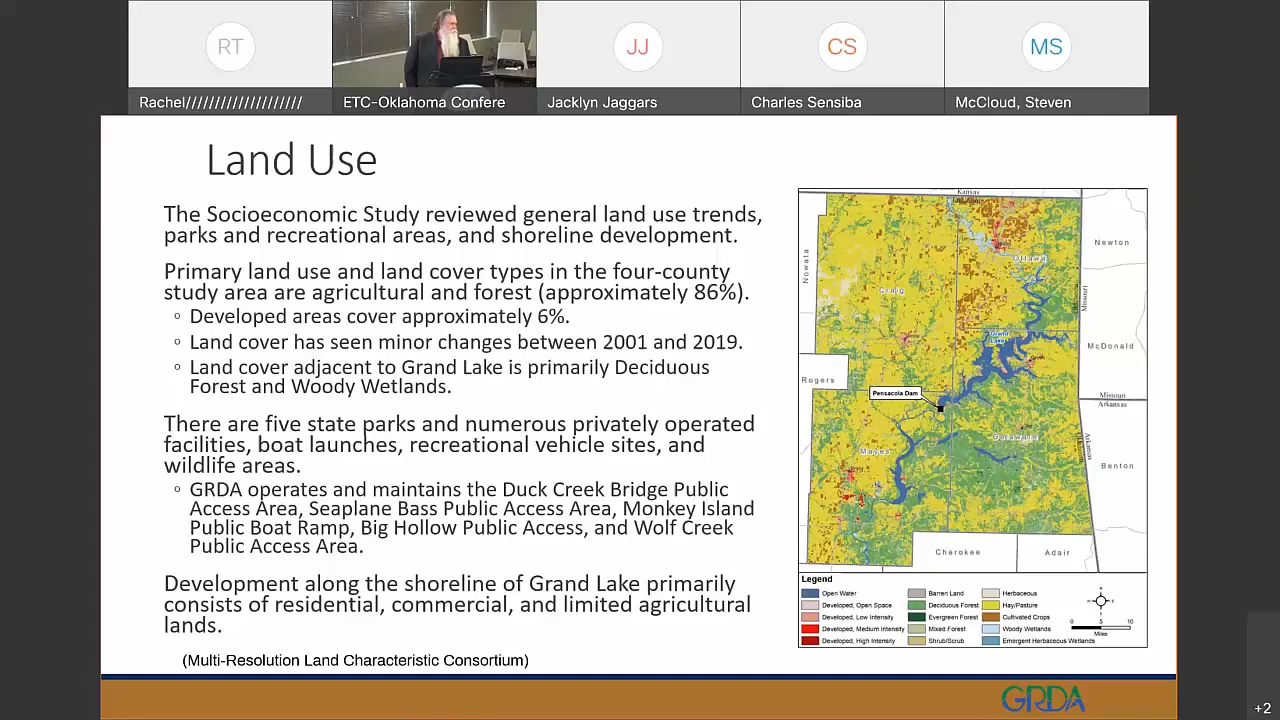 RT
JJ
CS
MS
Rachel////////////////////
ETC-Oklahoma Confere
Jacklyn Jaggars
Charles Sensiba
McCloud, Steven
Land Use
The Socioeconomic Study reviewed general land use trends,
parks and recreational areas, and shoreline development.
Primary land use and land cover types in the four-county
study area are agricultural and forest (approximately 86%).
Developed areas cover approximately 6%.
Land cover has seen minor changes between 2001 and 2019.
Land cover adjacent to Grand Lake is primarily Deciduous
Forest and Woody Wetlands.
There are five state parks and numerous privately operated
facilities, boat launches, recreational vehicle sites, and
wildlife areas.
GRDA operates and maintains the Duck Creek Bridge Public
Access Area, Seaplane Bass Public Access Area, Monkey Island
Public Boat Ramp, Big Hollow Public Access, and Wolf Creek
Public Access Area.
Development along the shoreline of Grand Lake primarily
consists of residential, commercial, and limited agricultural
lands.
(Multi-Resolution Land Characteristic Consortium)
Kansas
Nowata
Craig
Ottawa
Newton
Missouri
Grand
Lake
McDonald
Rogers
Pensacola Dam
Missouri
Arkansas
Mayes
Delaware
Arkansas
Benton
Cherokee
Adair
Legend
Open Water
Developed, Open Space
Developed, Low Intensity
Developed, Medium Intensity
Developed, High Intensity
Barren Land
Deciduous Forest
Evergreen Forest
Mixed Forest
Shrub/Scrub
Herbaceous
Hay/Pasture
Cultivated Crops
Woody Wetlands
Emergent Herbaceous Wetlands
0 5 10
Miles
GRDA
+2